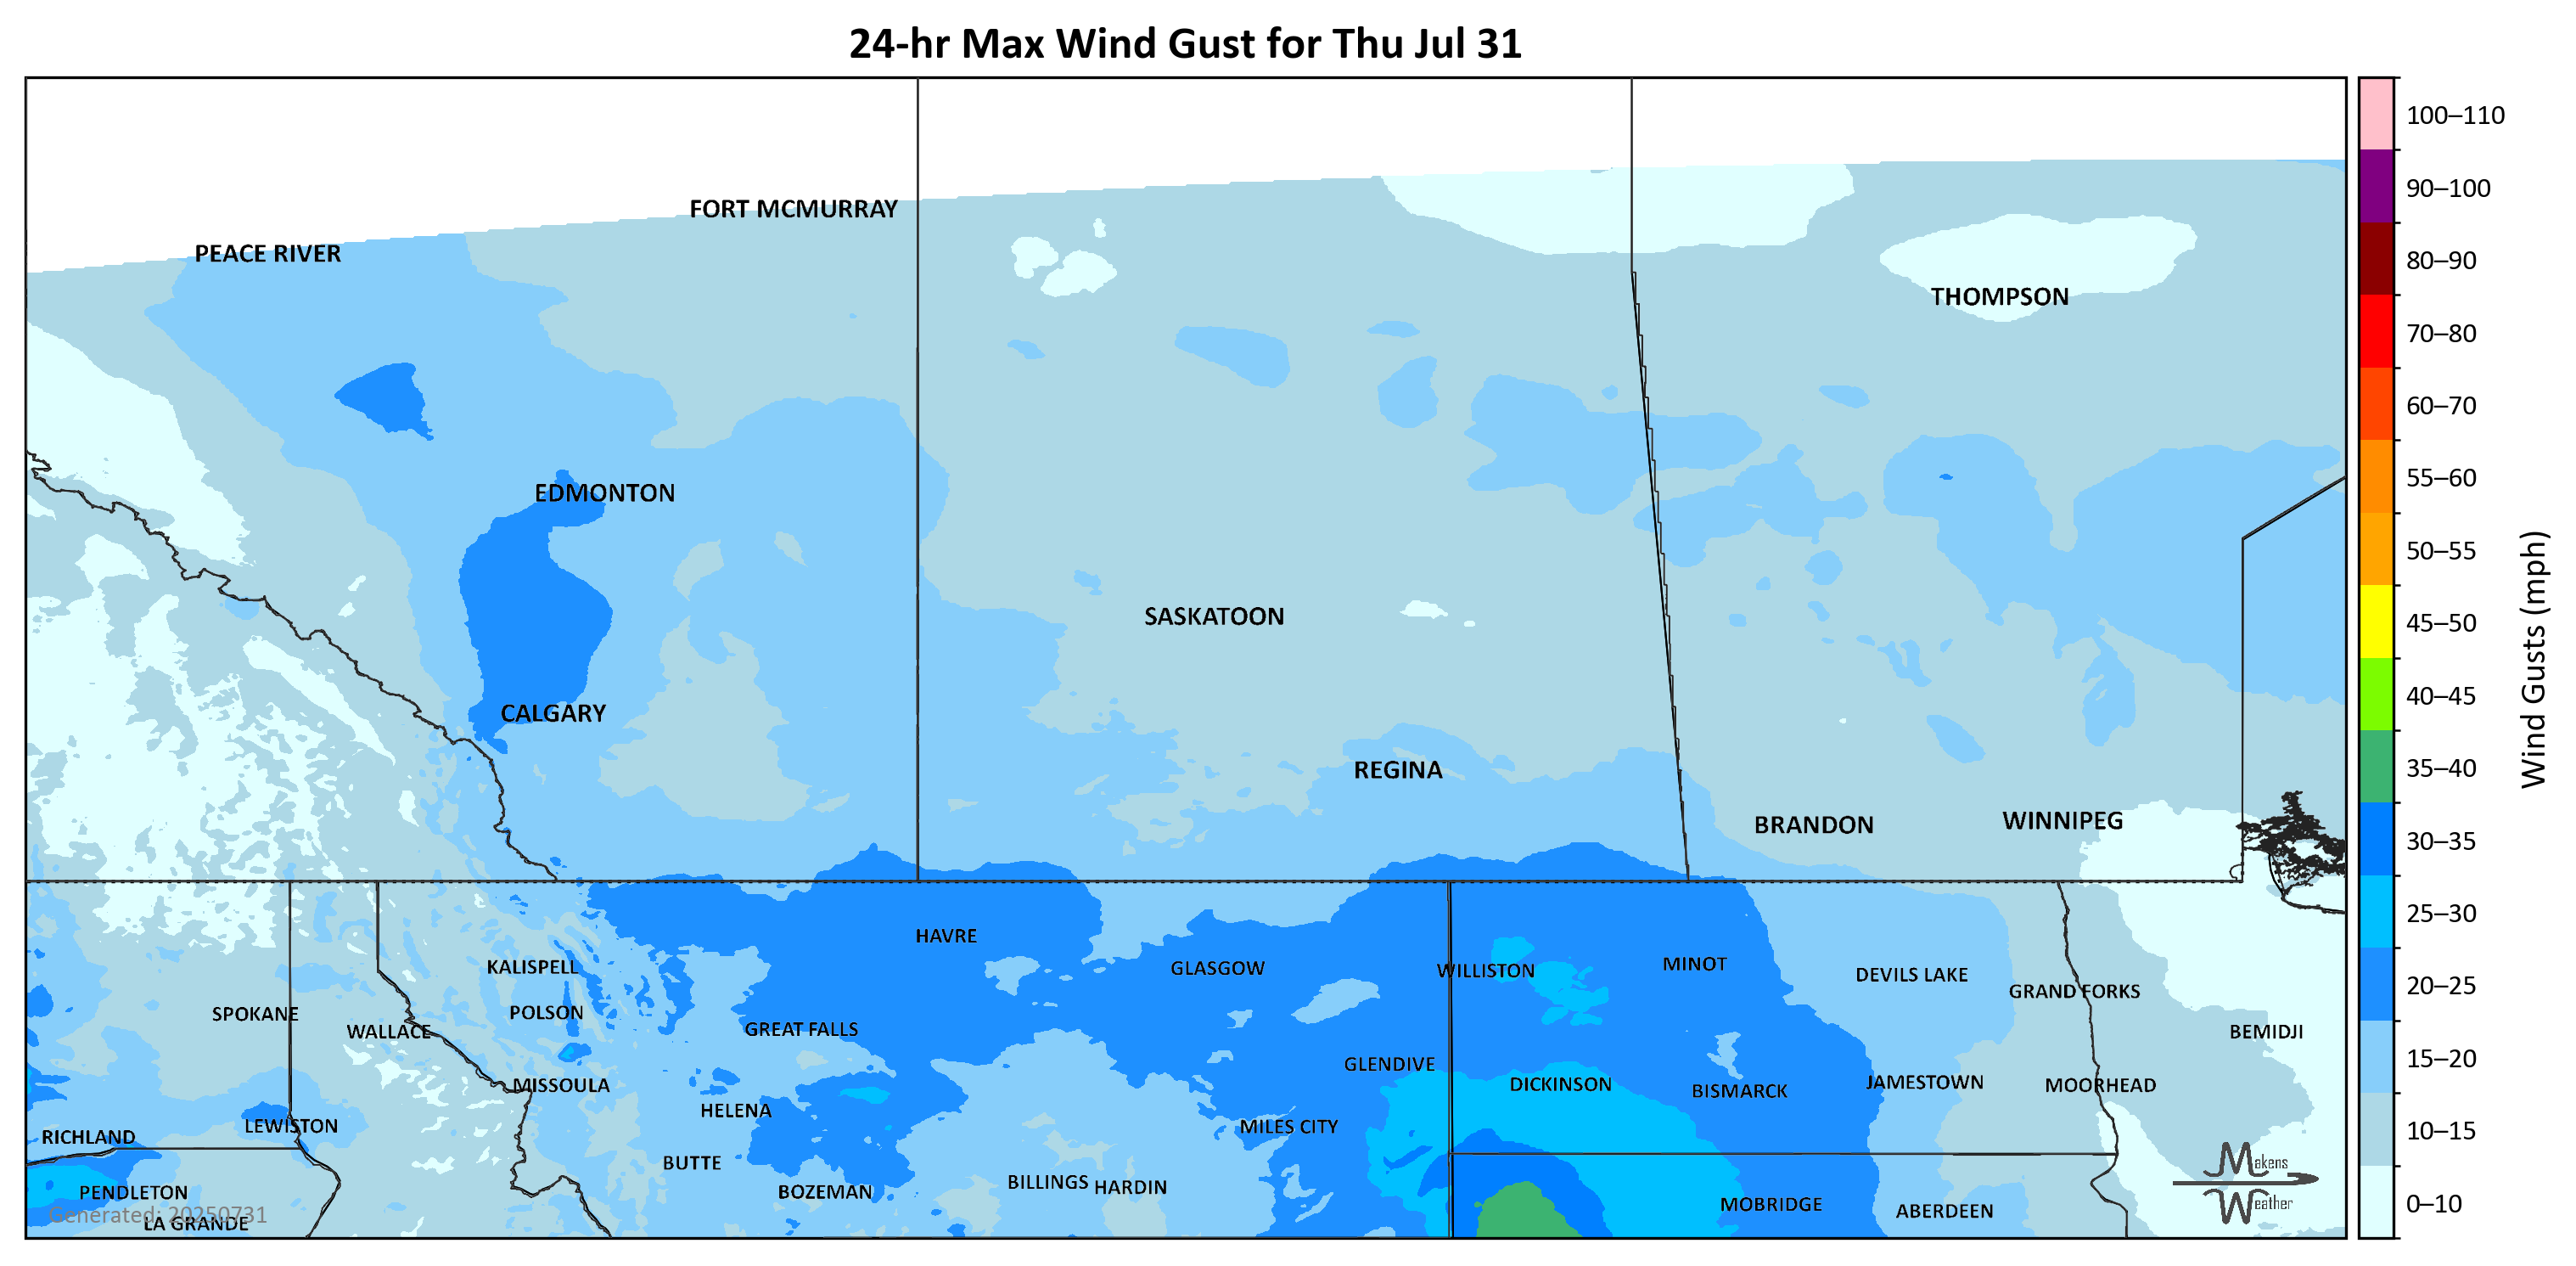 24-hr Max Wind Gust for Thu Jul 31
100–110
90–100
80–90
70–80
60–70
55–60
50–55
45–50
40–45
35–40
30–35
25–30
20–25
15–20
10–15
0–10
Wind Gusts (mph)
FORT MCMURRAY
PEACE RIVER
THOMPSON
EDMONTON
SASKATOON
CALGARY
REGINA
WINNIPEG
BRANDON
HAVRE
MINOT
KALISPELL
GLASGOW
WILLISTON
DEVILS LAKE
GRAND FORKS
POLSON
SPOKANE
GREAT FALLS
WALLACE
BEMIDJI
GLENDIVE
JAMESTOWN
DICKINSON
MISSOULA
MOORHEAD
BISMARCK
HELENA
LEWISTON
MILES CITY
RICHLAND
BUTTE
BILLINGS
HARDIN
PENDLETON
BOZEMAN
MOBRIDGE
ABERDEEN
Generated: 20250731
LA GRANDE
Makens
Weather